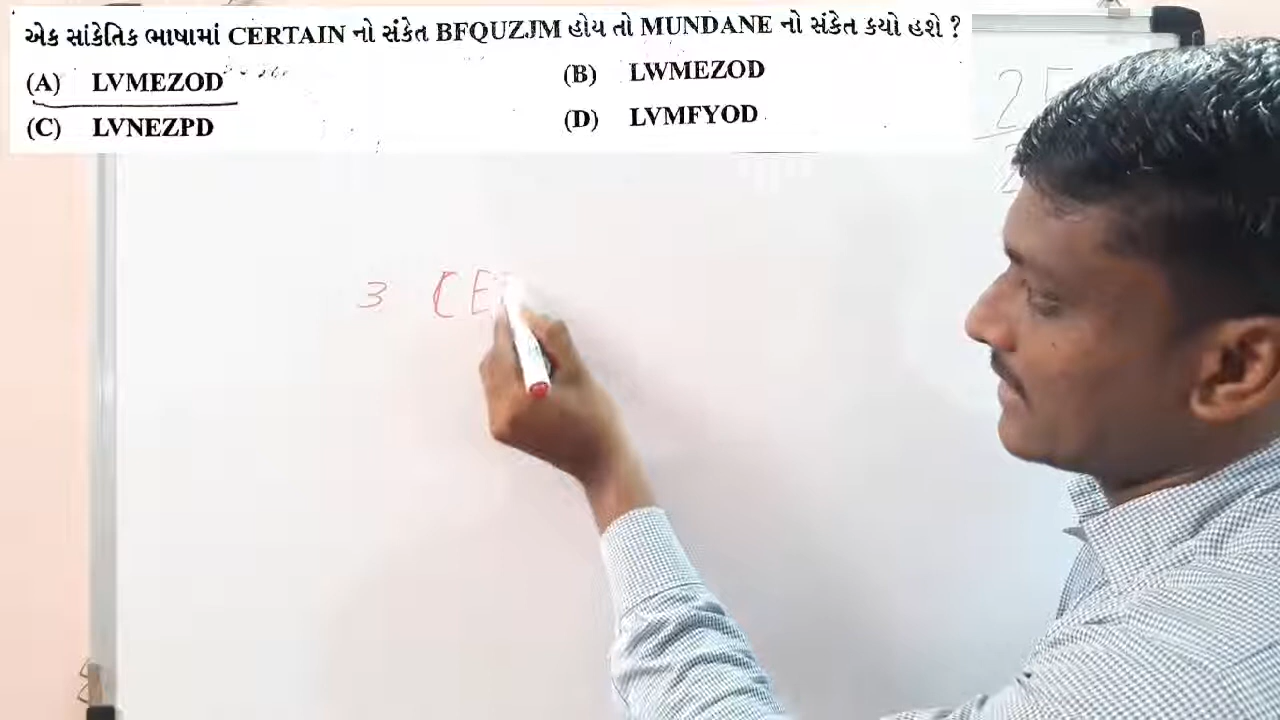 એક સાંકેતિક ભાષામાં CERTAIN નો સંકેત BFQUZJM હોય તો MUNDANE નો સંકેત કયો હશે ?
(A) LVMEZOD (B) LWMEZOD
(C) LVNEZPD (D) LVMFYOD
3 CE